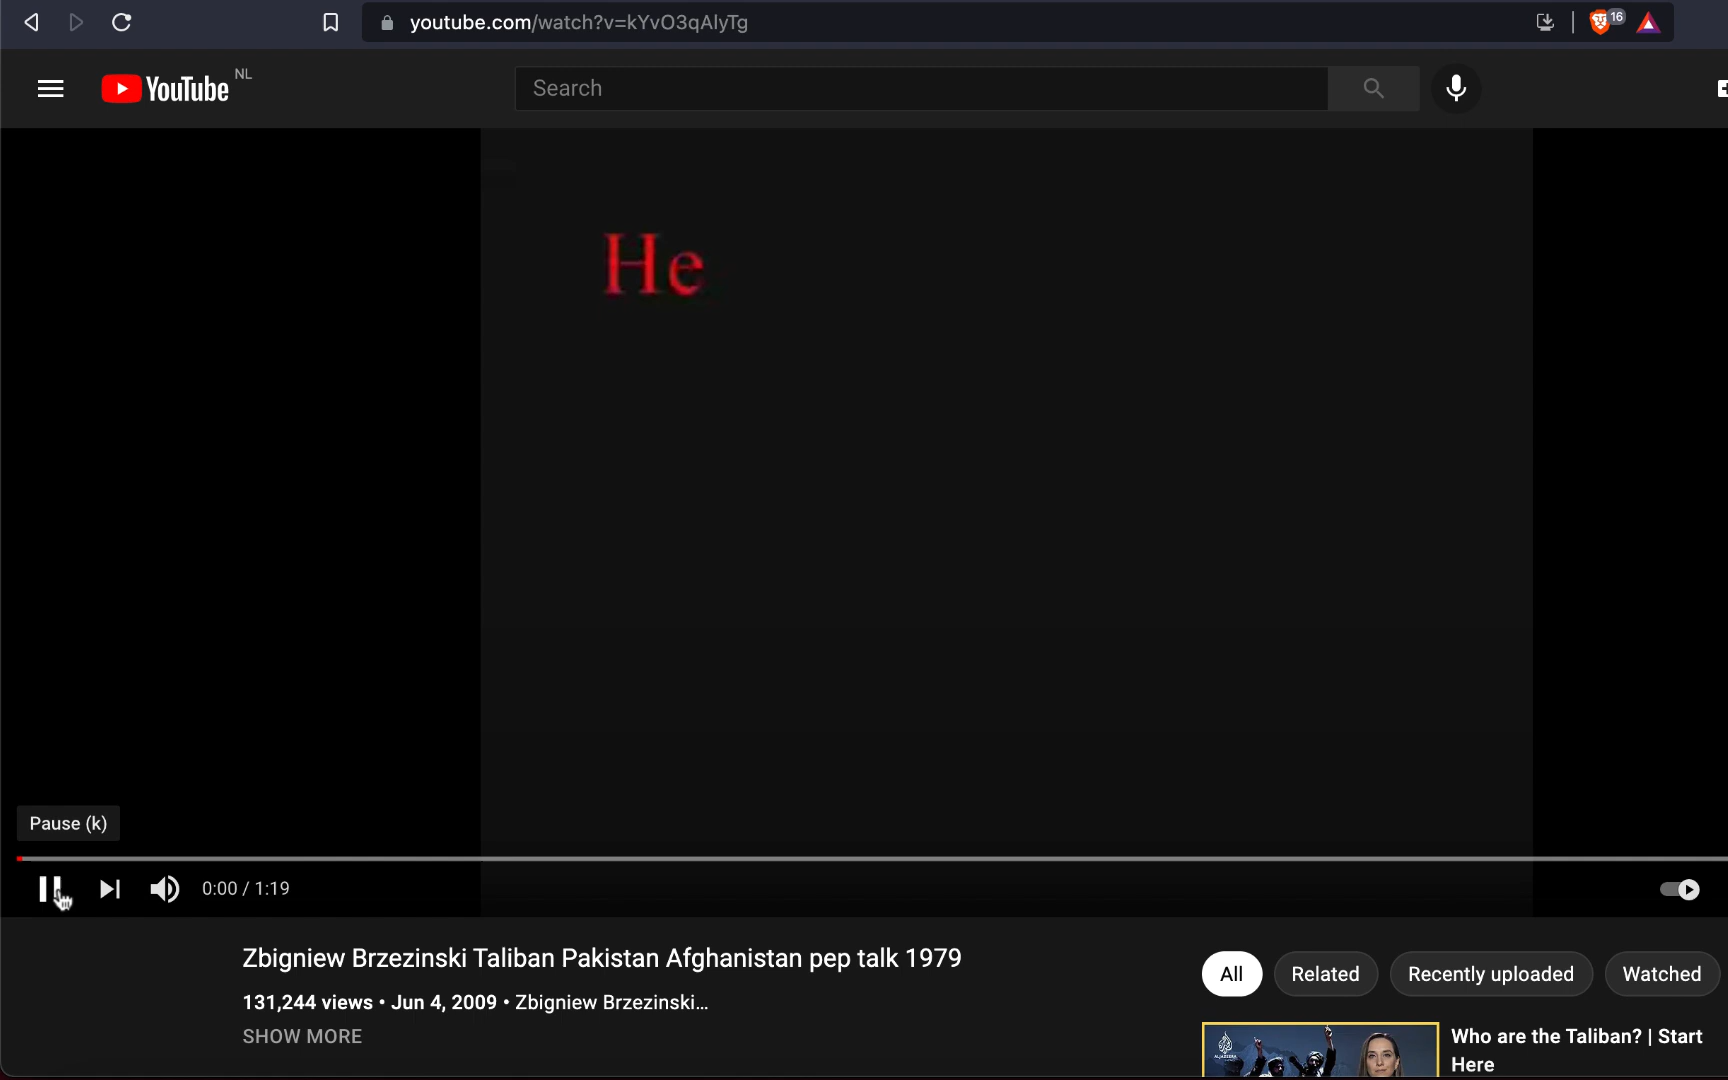 youtube.com/watch?v=kYvO3qAlyTg
16
YouTube NL
Search
He
Pause (k)
0:00 / 1:19
Zbigniew Brzezinski Taliban Pakistan Afghanistan pep talk 1979
131,244 views • Jun 4, 2009 • Zbigniew Brzezinski...
SHOW MORE
All
Related
Recently uploaded
Watched
ALJAZEERA
Who are the Taliban? | Start
Here